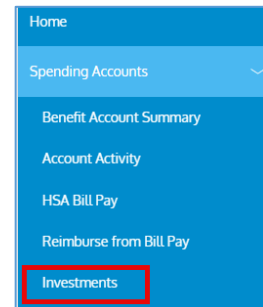 Home
Spending Accounts
Benefit Account Summary
Account Activity
HSA Bill Pay
Reimburse from Bill Pay
Investments